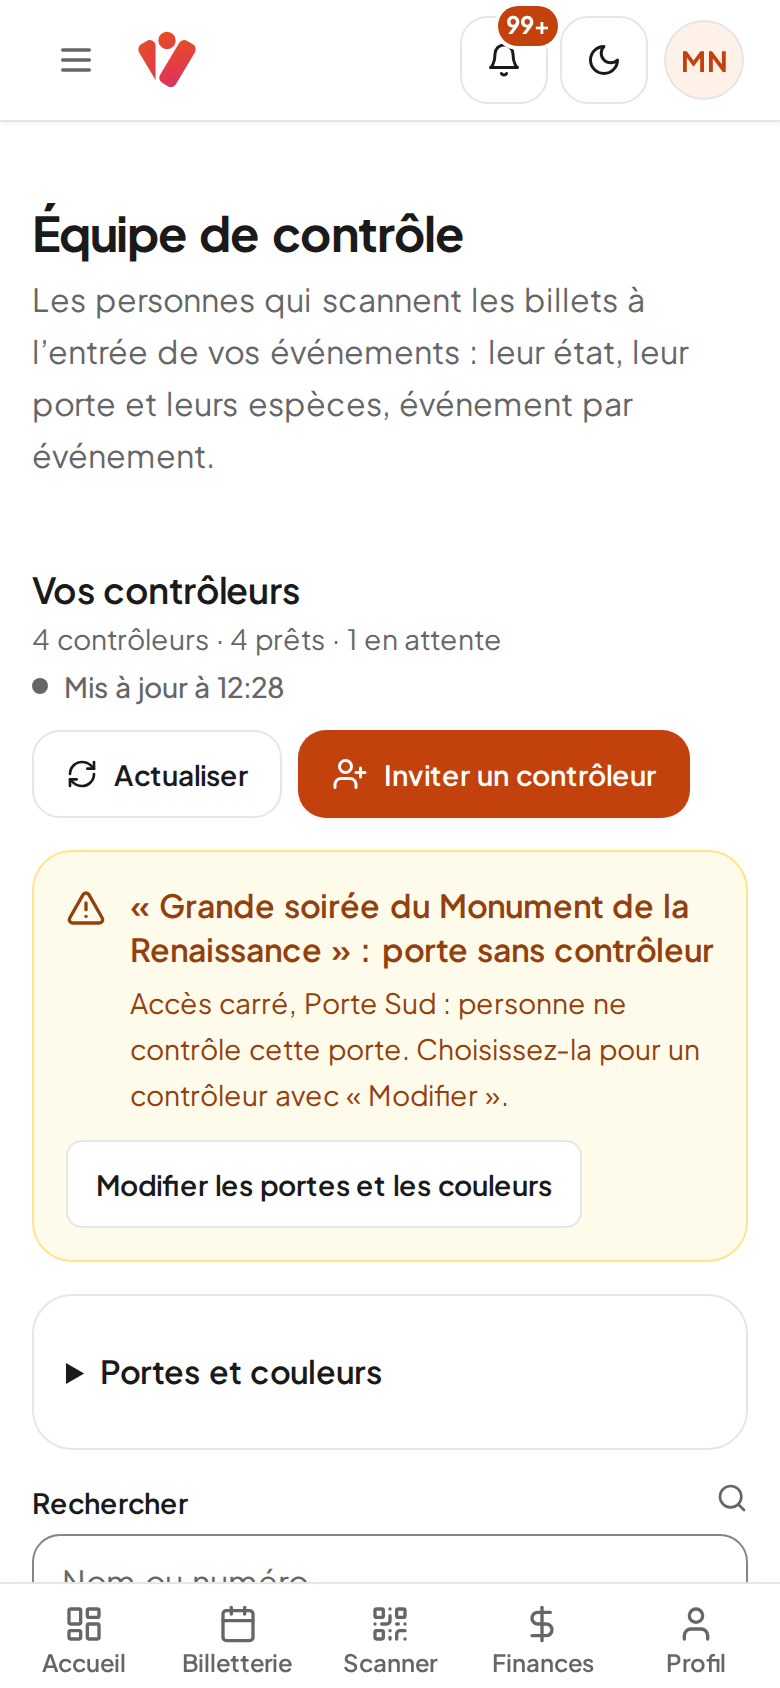 99+
MN
Équipe de contrôle
Les personnes qui scannent les billets à
l’entrée de vos événements : leur état, leur
porte et leurs espèces, événement par
événement.
Vos contrôleurs
4 contrôleurs · 4 prêts · 1 en attente
Mis à jour à 12:28
Actualiser
Inviter un contrôleur
« Grande soirée du Monument de la
Renaissance » : porte sans contrôleur
Accès carré, Porte Sud : personne ne
contrôle cette porte. Choisissez-la pour un
contrôleur avec « Modifier ».
Modifier les portes et les couleurs
Portes et couleurs
Rechercher
Nom ou numéro
Accueil
Billetterie
Scanner
Finances
Profil